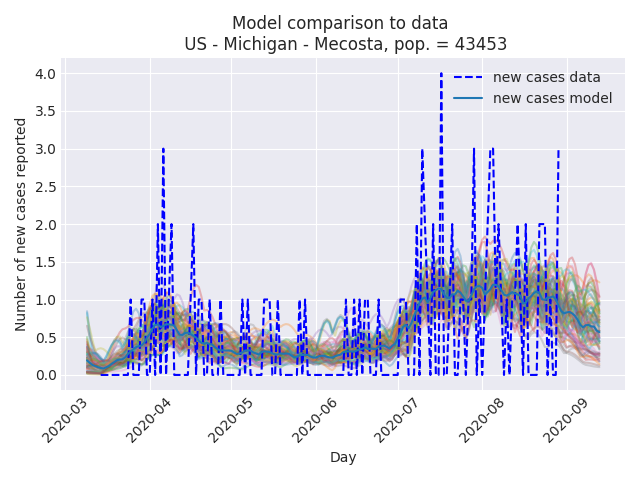 Model comparison to data
US - Michigan - Mecosta, pop. = 43453
Number of new cases reported
4.0
3.5
3.0
2.5
2.0
1.5
1.0
0.5
0.0
new cases data
new cases model
2020-03
2020-04
2020-05
2020-06
2020-07
2020-08
2020-09
Day